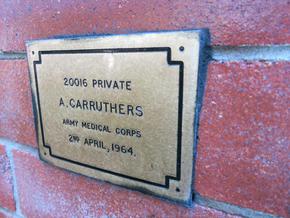 20016 PRIVATE
A. CARRUTHERS
ARMY MEDICAL CORPS
2ND APRIL, 1964.